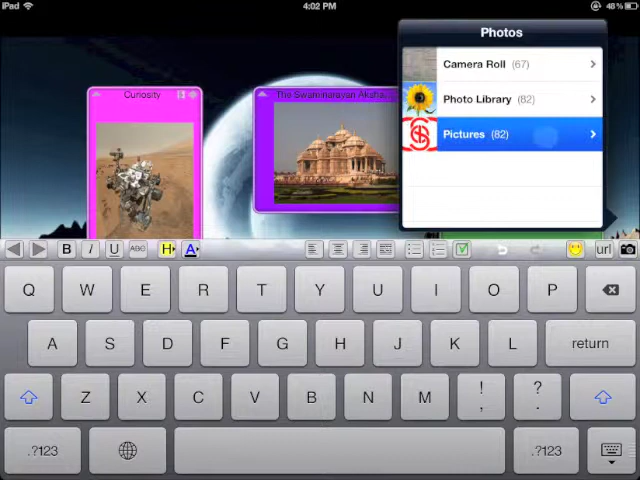 iPad
4:02 PM
48%
Photos
Camera Roll (67)
Photo Library (82)
Pictures (82)
Curiosity
The Swaminarayan Aksha...
B I U ABC H A
url
Q W E R T Y U I O P
A S D F G H J K L return
Z X C V B N M ! , ? .
.?123 .?123